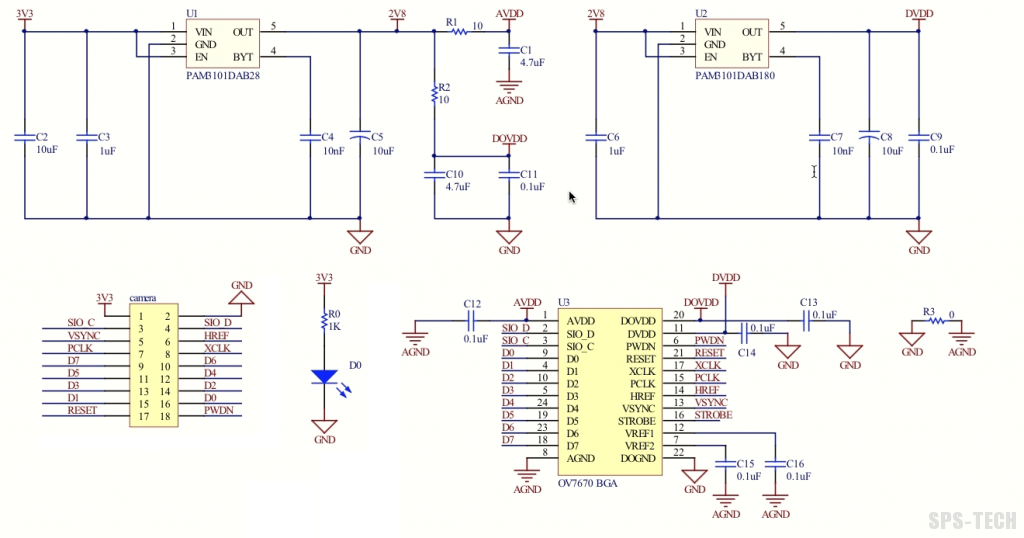 3V3
U1
1 VIN OUT 5
2 GND
3 EN BYT 4
PAM3101DAB28
2V8
R1 10
AVDD
C1
4.7uF
AGND
R2
10
DOVDD
C2
10uF
C3
1uF
C4
10nF
C5
10uF
C10
4.7uF
C11
0.1uF
GND
GND
2V8
U2
1 VIN OUT 5
2 GND
3 EN BYT 4
PAM3101DAB180
DVDD
C6
1uF
C7
10nF
C8
10uF
C9
0.1uF
GND
3V3
camera
GND
1 2
SIO_C 3 4 SIO_D
VSYNC 5 6 HREF
PCLK 7 8 XCLK
D7 9 10 D6
D5 11 12 D4
D3 13 14 D2
D1 15 16 D0
RESET 17 18 PWDN
3V3
R0
1K
D0
GND
C12
0.1uF
AGND
AVDD
U3
DOVDD
DVDD
1 AVDD DOVDD 20
SIO_D 2 SIO_D DVDD 11
SIO_C 3 SIO_C PWDN 6 PWDN
D0 9 D0 RESET 21 RESET
D1 4 D1 XCLK 17 XCLK
D2 10 D2 PCLK 15 PCLK
D3 5 D3 HREF 14 HREF
D4 24 D4 VSYNC 13 VSYNC
D5 19 D5 STROBE 16 STROBE
D6 23 D6 VREF1 12
D7 18 D7 VREF2 7
8 AGND DOGND 22
OV7670 BGA
AGND
GND
C13
0.1uF
0.1uF
C14
GND
GND
C15
0.1uF
AGND
C16
0.1uF
AGND
R3 0
GND
AGND
SPS-TECH